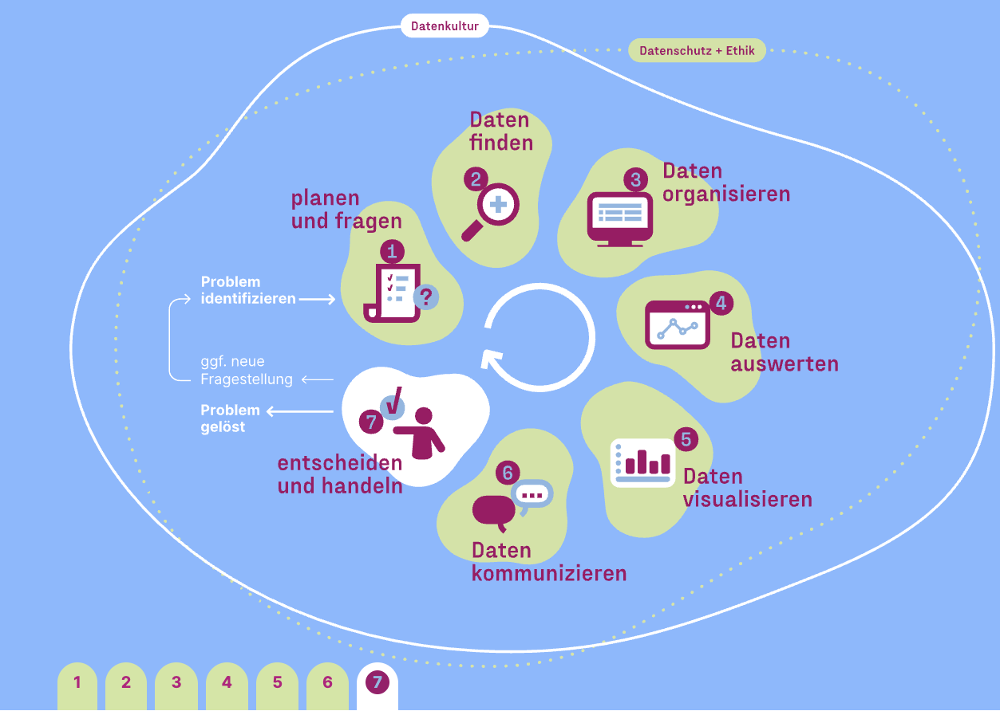 Datenkultur
Datenschutz + Ethik
Daten
finden
2
3
Daten
organisieren
planen
und fragen
1
?
Problem
identifizieren
4
Daten
auswerten
ggf. neue
Fragestellung
Problem
gelöst
7
entscheiden
und handeln
5
Daten
visualisieren
6
Daten
kommunizieren
1 2 3 4 5 6 7